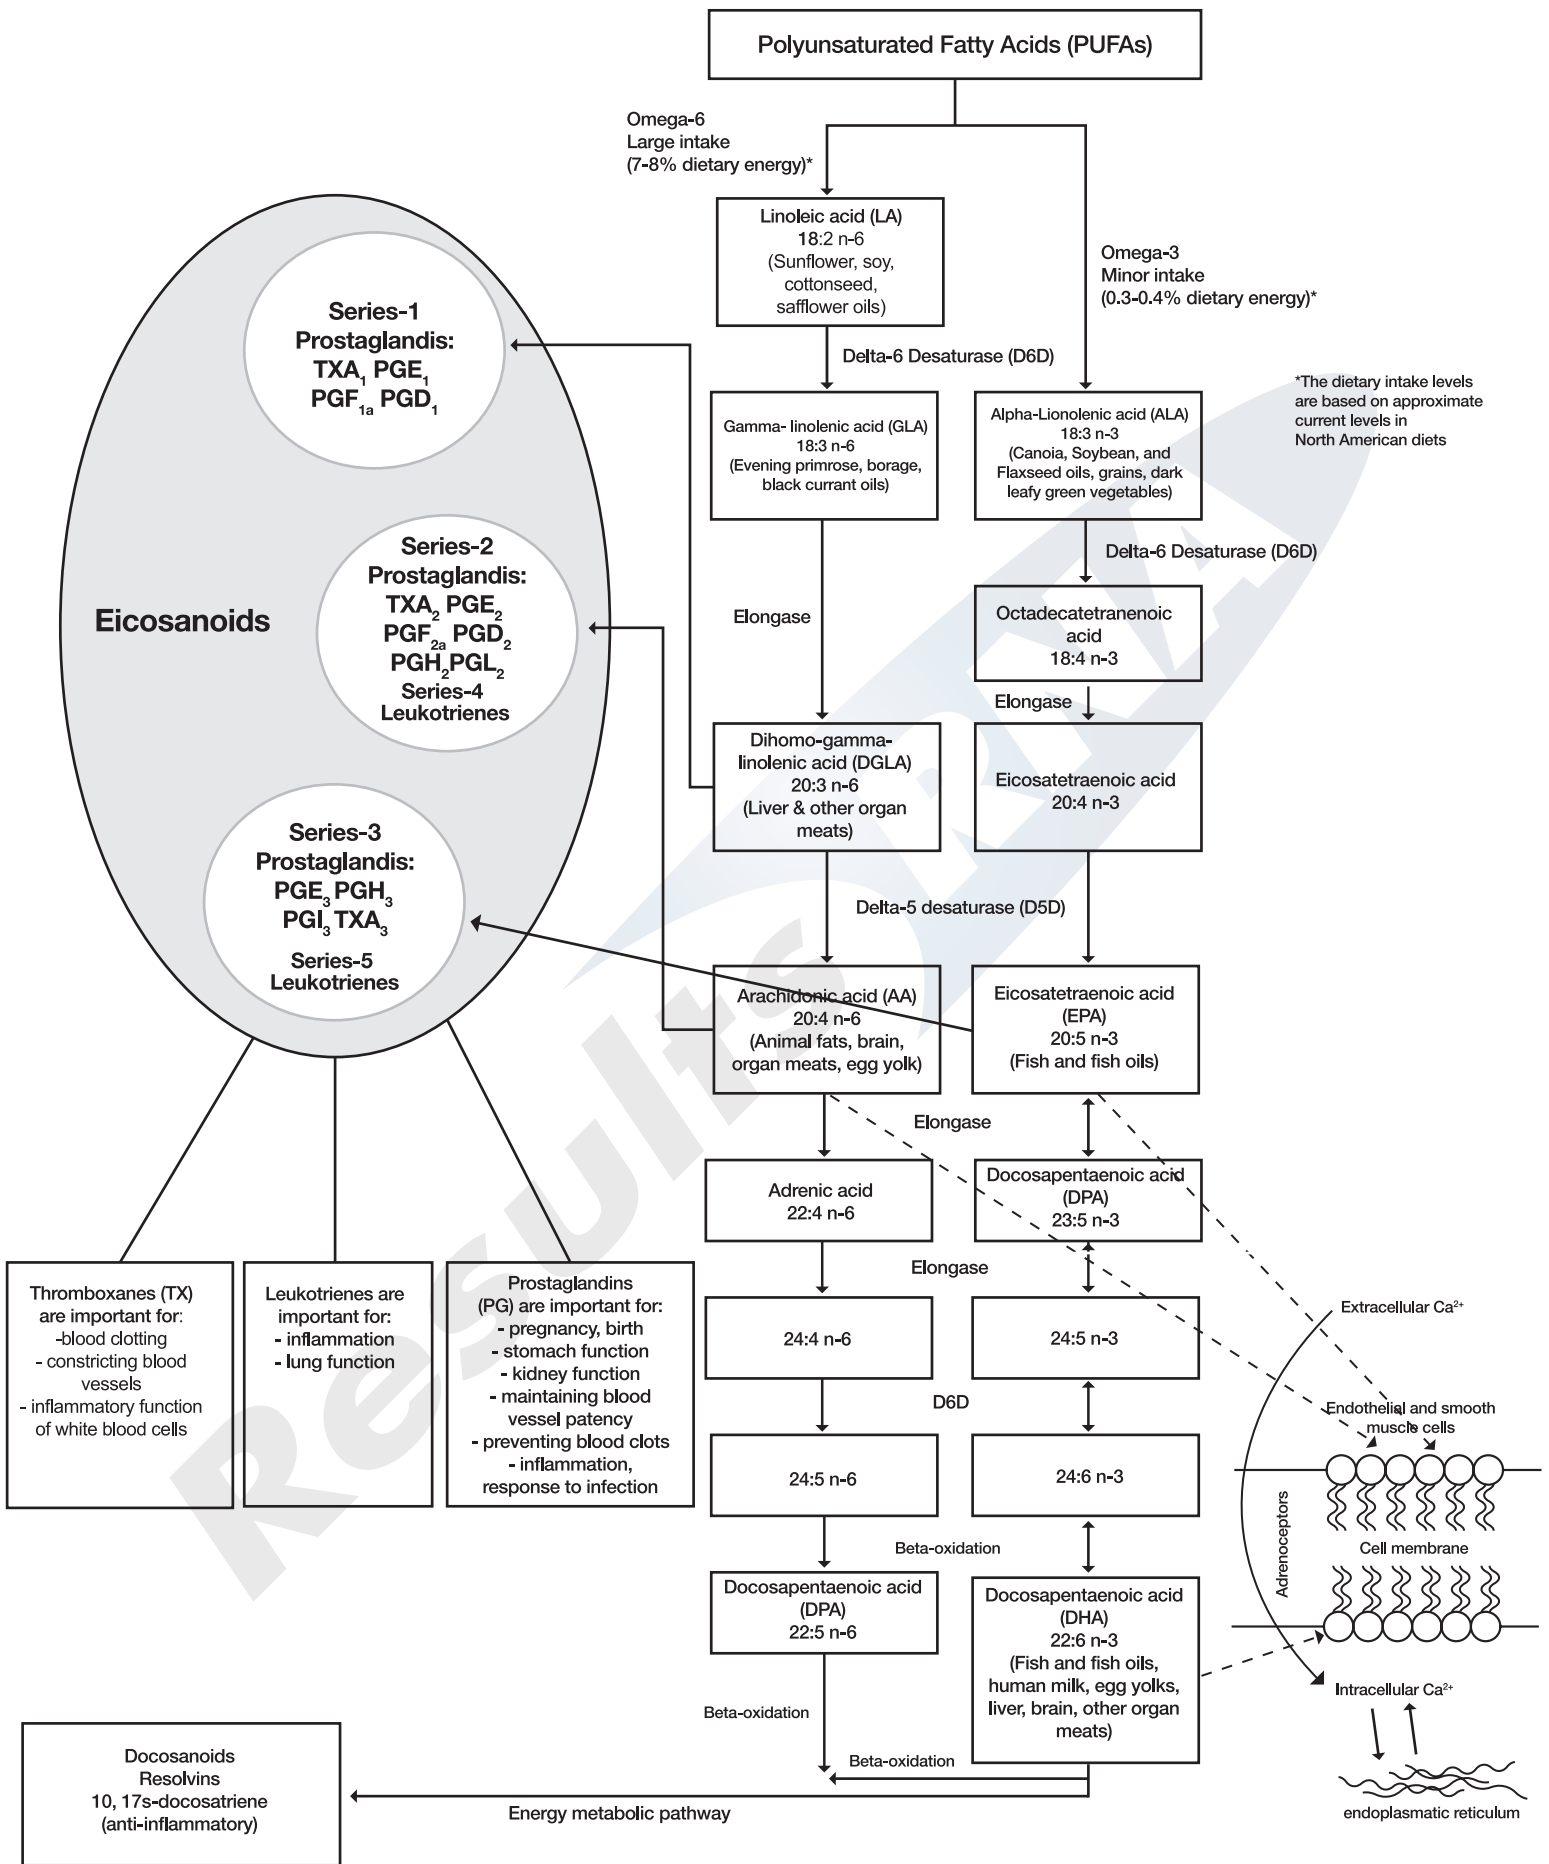 Polyunsaturated Fatty Acids (PUFAs)
Omega-6
Large intake
(7-8% dietary energy)*
Linoleic acid (LA)
18:2 n-6
(Sunflower, soy,
cottonseed,
safflower oils)
Omega-3
Minor intake
(0.3-0.4% dietary energy)*
Delta-6 Desaturase (D6D)
*The dietary intake levels
are based on approximate
current levels in
North American diets
Gamma- linolenic acid (GLA)
18:3 n-6
(Evening primrose, borage,
black currant oils)
Alpha-Lionolenic acid (ALA)
18:3 n-3
(Canoia, Soybean, and
Flaxseed oils, grains, dark
leafy green vegetables)
Delta-6 Desaturase (D6D)
Elongase
Octadecatetranenoic
acid
18:4 n-3
Elongase
Dihomo-gamma-
linolenic acid (DGLA)
20:3 n-6
(Liver & other organ
meats)
Eicosatetraenoic acid
20:4 n-3
Delta-5 desaturase (D5D)
Arachidonic acid (AA)
20:4 n-6
(Animal fats, brain,
organ meats, egg yolk)
Eicosatetraenoic acid
(EPA)
20:5 n-3
(Fish and fish oils)
Elongase
Adrenic acid
22:4 n-6
Docosapentaenoic acid
(DPA)
23:5 n-3
Elongase
24:4 n-6
24:5 n-3
D6D
24:5 n-6
24:6 n-3
Beta-oxidation
Docosapentaenoic acid
(DPA)
22:5 n-6
Docosapentaenoic acid
(DHA)
22:6 n-3
(Fish and fish oils,
human milk, egg yolks,
liver, brain, other organ
meats)
Beta-oxidation
Beta-oxidation
Energy metabolic pathway
Docosanoids
Resolvins
10, 17s-docosatriene
(anti-inflammatory)
Eicosanoids
Series-1
Prostaglandis:
TXA₁ PGE₁
PGF₁ₐ PGD₁
Series-2
Prostaglandis:
TXA₂ PGE₂
PGF₂ₐ PGD₂
PGH₂PGL₂
Series-4
Leukotrienes
Series-3
Prostaglandis:
PGE₃ PGH₃
PGI₃ TXA₃
Series-5
Leukotrienes
Thromboxanes (TX)
are important for:
-blood clotting
- constricting blood
vessels
- inflammatory function
of white blood cells
Leukotrienes are
important for:
- inflammation
- lung function
Prostaglandins
(PG) are important for:
- pregnancy, birth
- stomach function
- kidney function
- maintaining blood
vessel patency
- preventing blood clots
- inflammation,
response to infection
Extracellular Ca²⁺
Endothelial and smooth
muscle cells
Adrenoceptors
Cell membrane
Intracellular Ca²⁺
endoplasmatic reticulum
Results RNA